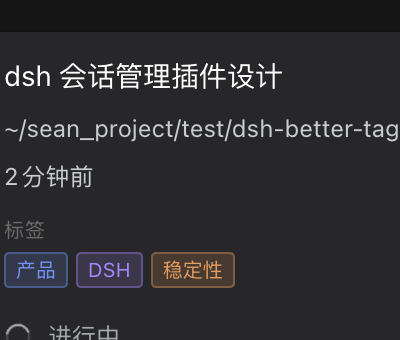 dsh 会话管理插件设计
~/sean_project/test/dsh-better-tag
2 分钟前
标签
产品 DSH 稳定性
进行中